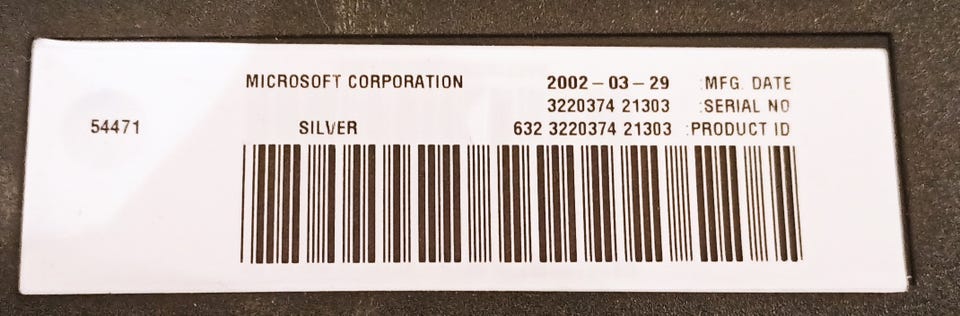 MICROSOFT CORPORATION 2002-03-29 :MFG. DATE
3220374 21303 :SERIAL NO
54471 SILVER 632 3220374 21303 :PRODUCT ID